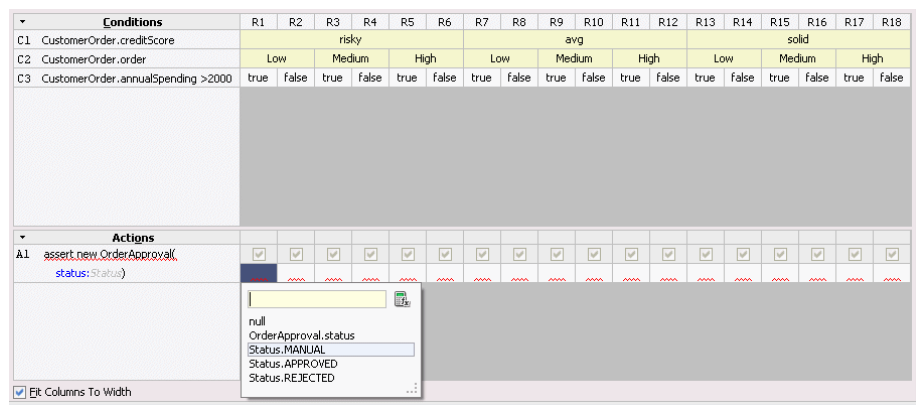 Conditions R1 R2 R3 R4 R5 R6 R7 R8 R9 R10 R11 R12 R13 R14 R15 R16 R17 R18
C1 CustomerOrder.creditScore risky avg solid
C2 CustomerOrder.order Low Medium High Low Medium High Low Medium High
C3 CustomerOrder.annualSpending >2000 true false true false true false true false true false true false true false true false true false
Actions
A1 assert new OrderApproval(
status:Status)
null
OrderApproval.status
Status.MANUAL
Status.APPROVED
Status.REJECTED
Fit Columns To Width